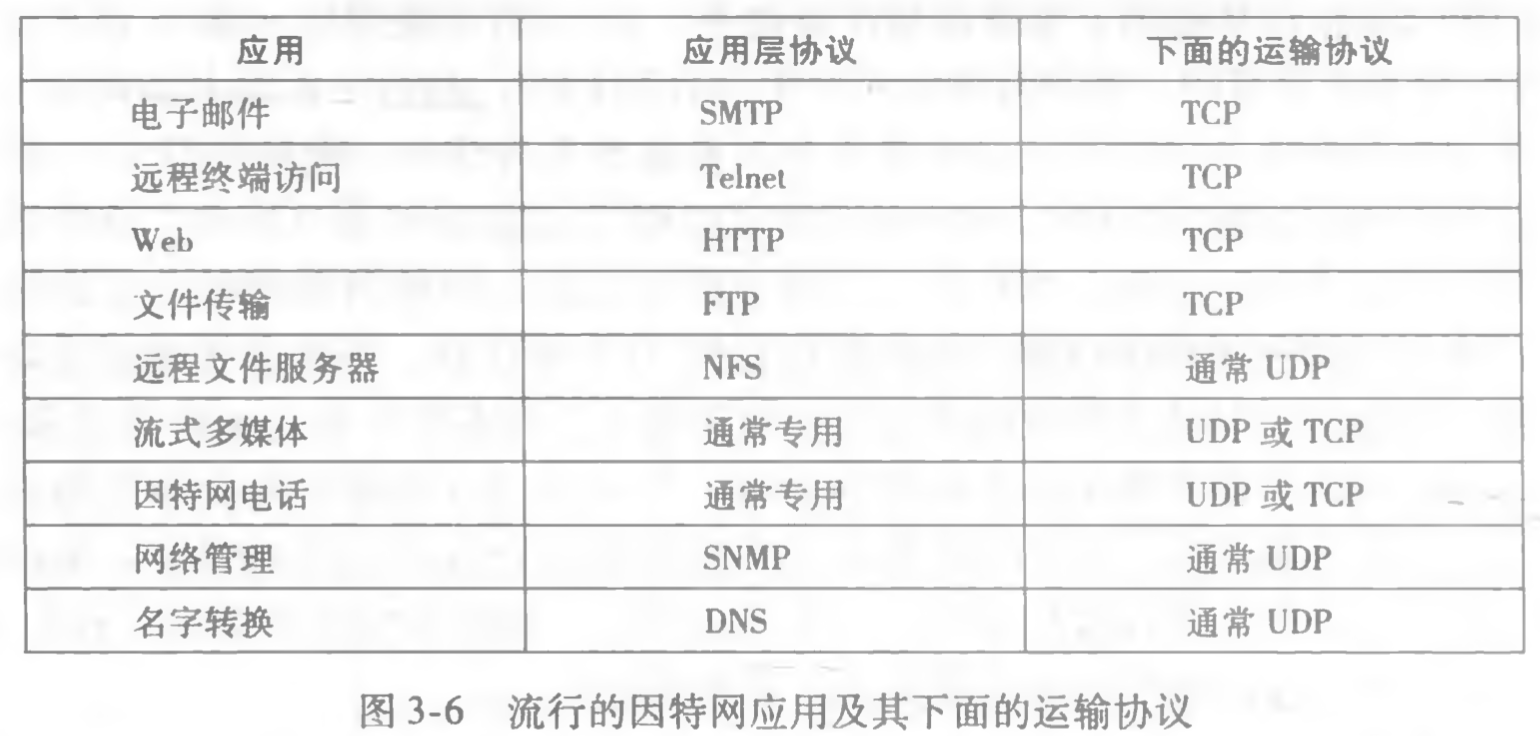 应用 应用层协议 下面的运输协议
电子邮件 SMTP TCP
远程终端访问 Telnet TCP
Web HTTP TCP
文件传输 FTP TCP
远程文件服务器 NFS 通常 UDP
流式多媒体 通常专用 UDP 或 TCP
因特网电话 通常专用 UDP 或 TCP
网络管理 SNMP 通常 UDP
名字转换 DNS 通常 UDP
图 3-6 流行的因特网应用及其下面的运输协议